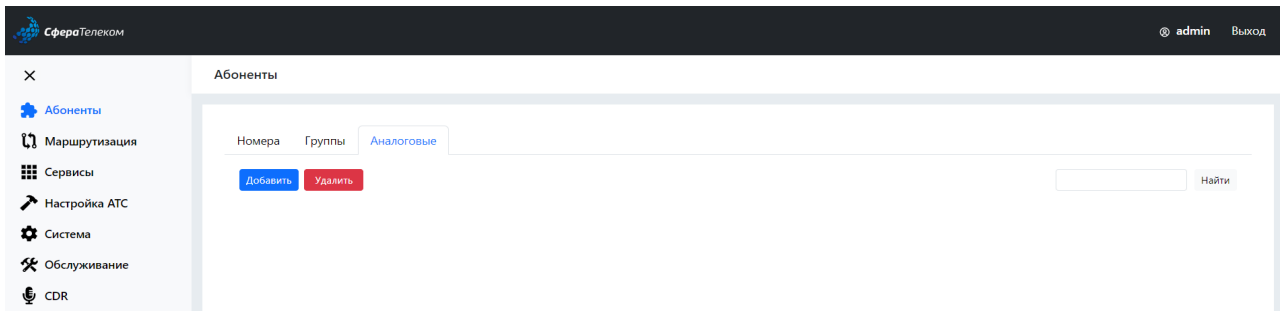 СфераТелеком
admin Выход
Абоненты
Абоненты
Маршрутизация
Сервисы
Настройка АТС
Система
Обслуживание
CDR
Номера Группы Аналоговые
Добавить Удалить Найти